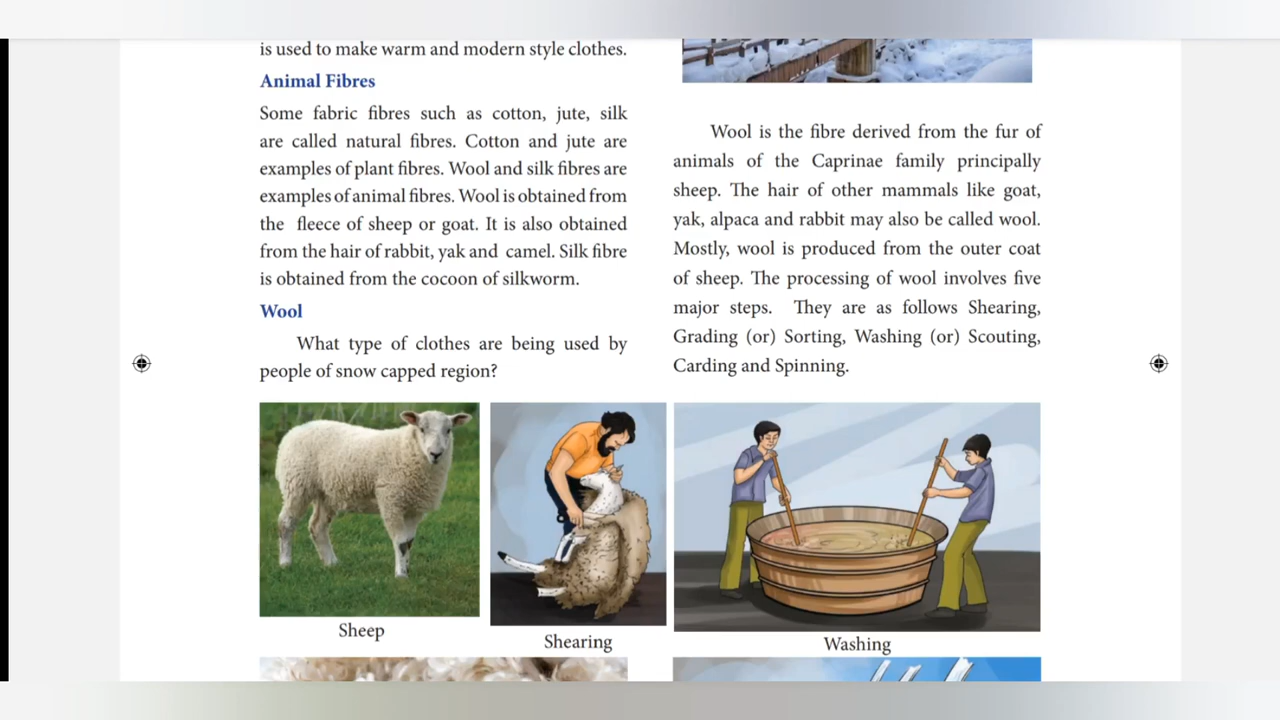 is used to make warm and modern style clothes.
Animal Fibres
Some fabric fibres such as cotton, jute, silk
are called natural fibres. Cotton and jute are
examples of plant fibres. Wool and silk fibres are
examples of animal fibres. Wool is obtained from
the fleece of sheep or goat. It is also obtained
from the hair of rabbit, yak and camel. Silk fibre
is obtained from the cocoon of silkworm.
Wool
What type of clothes are being used by
people of snow capped region?
Wool is the fibre derived from the fur of
animals of the Caprinae family principally
sheep. The hair of other mammals like goat,
yak, alpaca and rabbit may also be called wool.
Mostly, wool is produced from the outer coat
of sheep. The processing of wool involves five
major steps. They are as follows Shearing,
Grading (or) Sorting, Washing (or) Scouting,
Carding and Spinning.
Sheep
Shearing
Washing